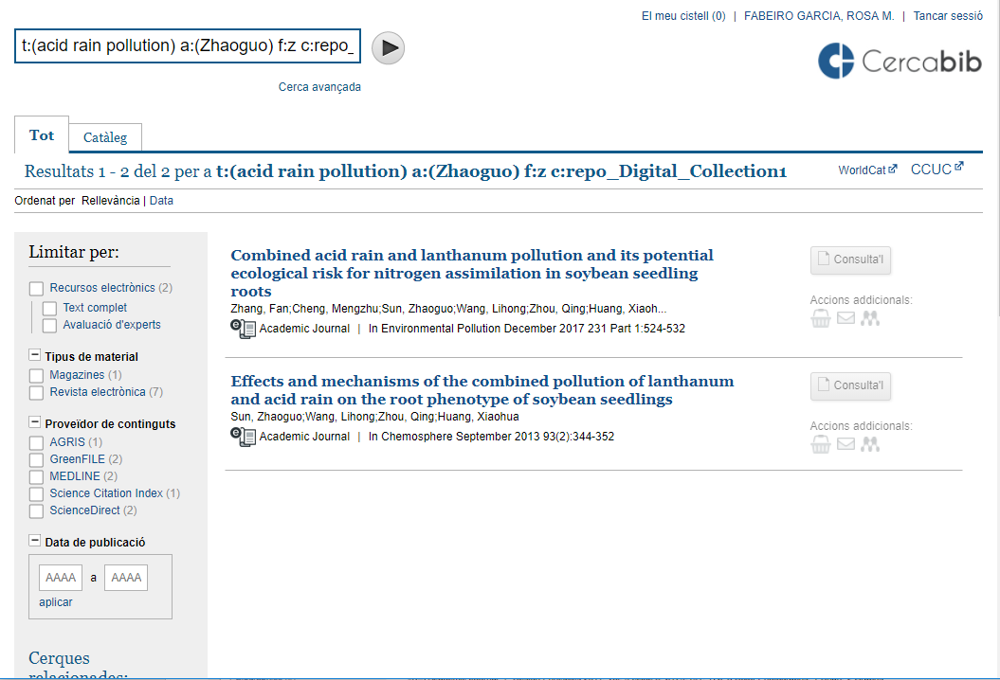 El meu cistell (0) | FABEIRO GARCIA, ROSA M. | Tancar sessió
t:(acid rain pollution) a:(Zhaoguo) f:z c:repo_
Cercabib
Cerca avançada
Tot
Catàleg
Resultats 1 - 2 del 2 per a t:(acid rain pollution) a:(Zhaoguo) f:z c:repo_Digital_Collection1
WorldCat
CCUC
Ordenat per Rellevància | Data
Limitar per:
Recursos electrònics (2)
Text complet
Avaluació d'experts
Tipus de material
Magazines (1)
Revista electrònica (7)
Proveïdor de continguts
AGRIS (1)
GreenFILE (2)
MEDLINE (2)
Science Citation Index (1)
ScienceDirect (2)
Data de publicació
AAAA a AAAA
aplicar
Cerques
relacionades:
Combined acid rain and lanthanum pollution and its potential
ecological risk for nitrogen assimilation in soybean seedling
roots
Zhang, Fan;Cheng, Mengzhu;Sun, Zhaoguo;Wang, Lihong;Zhou, Qing;Huang, Xiaoh...
Academic Journal | In Environmental Pollution December 2017 231 Part 1:524-532
Consulta'l
Accions addicionals:
Effects and mechanisms of the combined pollution of lanthanum
and acid rain on the root phenotype of soybean seedlings
Sun, Zhaoguo;Wang, Lihong;Zhou, Qing;Huang, Xiaohua
Academic Journal | In Chemosphere September 2013 93(2):344-352
Consulta'l
Accions addicionals: